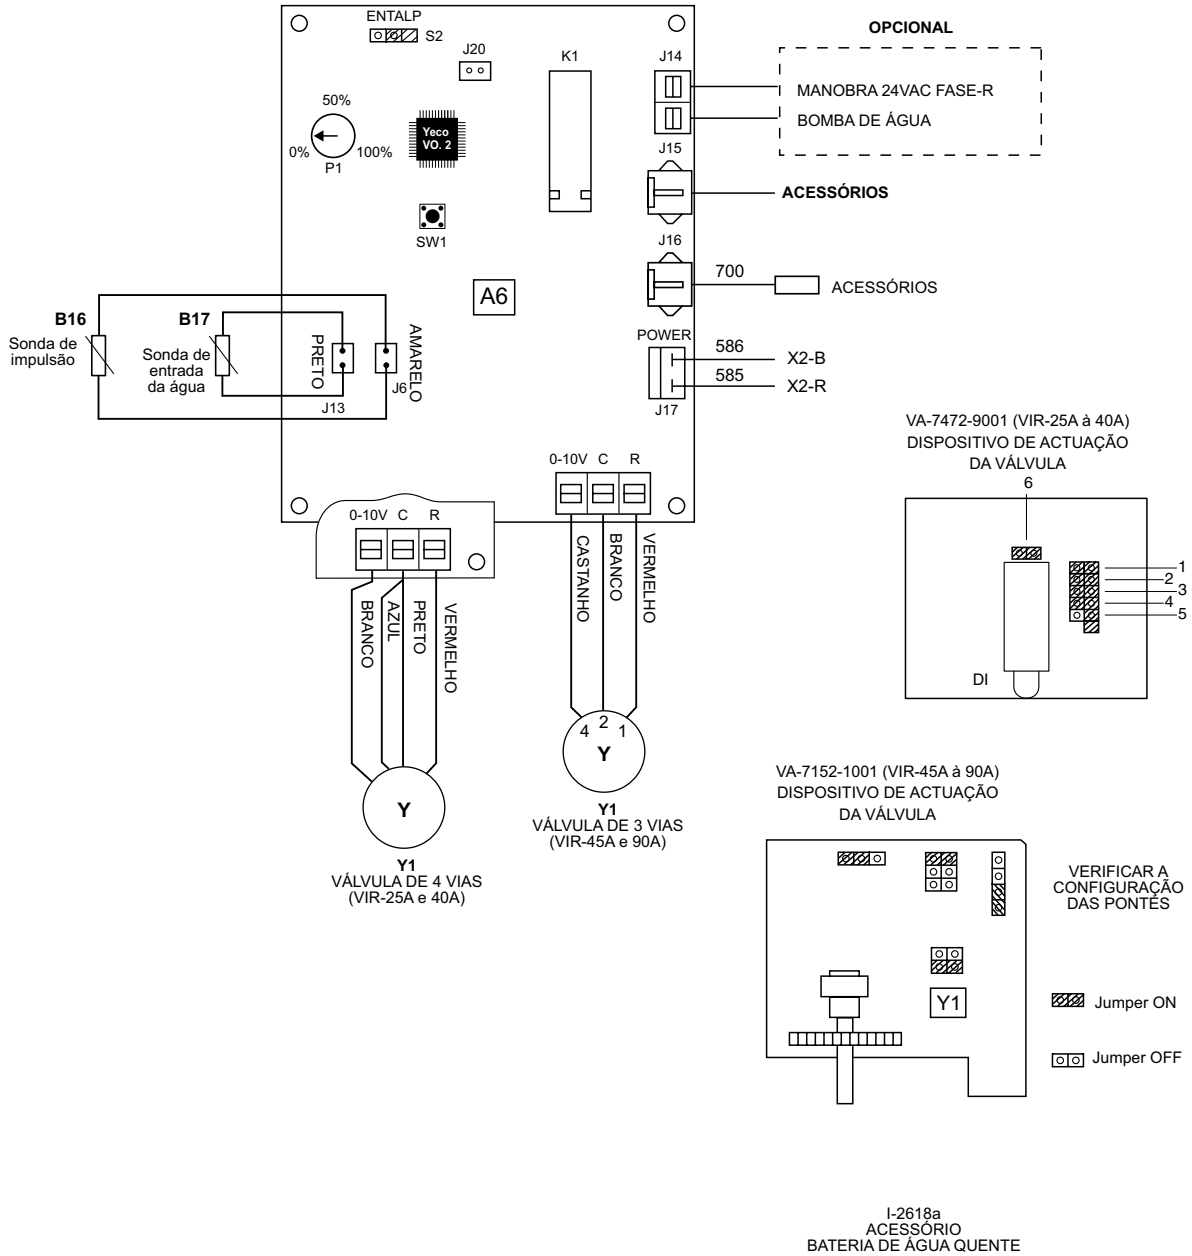 ENTALP
S2
J20
K1
J14
OPCIONAL
MANOBRA 24VAC FASE-R
BOMBA DE ÁGUA
50%
0%
100%
P1
Yeco
VO. 2
SW1
J15
ACESSÓRIOS
J16
700
ACESSÓRIOS
A6
POWER
586
X2-B
585
X2-R
J17
B16
Sonda de
impulsão
B17
Sonda de
entrada
da água
PRETO
J13
AMARELO
J6
0-10V C R
CASTANHO
BRANCO
VERMELHO
4 2 1
Y
Y1
VÁLVULA DE 3 VIAS
(VIR-45A e 90A)
0-10V C R
BRANCO
AZUL
PRETO
VERMELHO
Y
Y1
VÁLVULA DE 4 VIAS
(VIR-25A e 40A)
VA-7472-9001 (VIR-25A à 40A)
DISPOSITIVO DE ACTUAÇÃO
DA VÁLVULA
6
1
2
3
4
5
DI
VA-7152-1001 (VIR-45A à 90A)
DISPOSITIVO DE ACTUAÇÃO
DA VÁLVULA
VERIFICAR A
CONFIGURAÇÃO
DAS PONTES
Y1
Jumper ON
Jumper OFF
I-2618a
ACESSÓRIO
BATERIA DE ÁGUA QUENTE